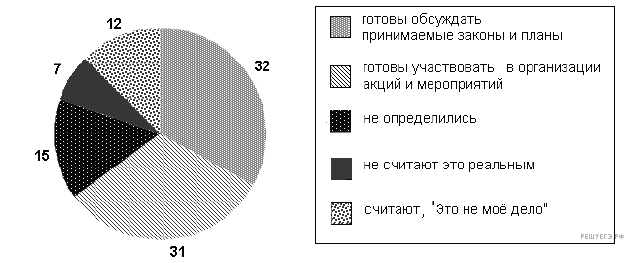 12
7
32
15
31
готовы обсуждать
принимаемые законы и планы
готовы участвовать в организации
акций и мероприятий
не определились
не считают это реальным
считают, "Это не моё дело"
РЕШУЕГЭ.РФ